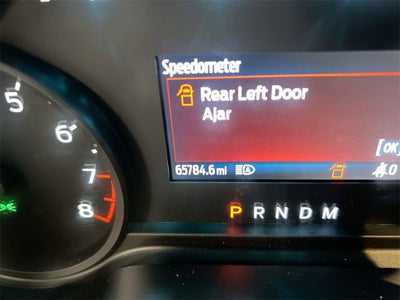 Speedometer
Rear Left Door
Ajar
[OK]
65784.6 mi
5
6
7
8
P R N D M